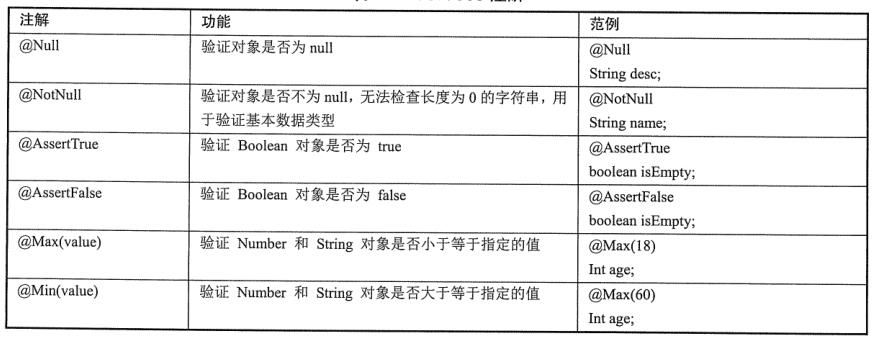 注解 功能 范例
@Null 验证对象是否为 null @Null
String desc;
@NotNull 验证对象是否不为 null，无法检查长度为 0 的字符串，用 @NotNull
于验证基本数据类型 String name;
@AssertTrue 验证 Boolean 对象是否为 true @AssertTrue
boolean isEmpty;
@AssertFalse 验证 Boolean 对象是否为 false @AssertFalse
boolean isEmpty;
@Max(value) 验证 Number 和 String 对象是否小于等于指定的值 @Max(18)
Int age;
@Min(value) 验证 Number 和 String 对象是否大于等于指定的值 @Max(60)
Int age;